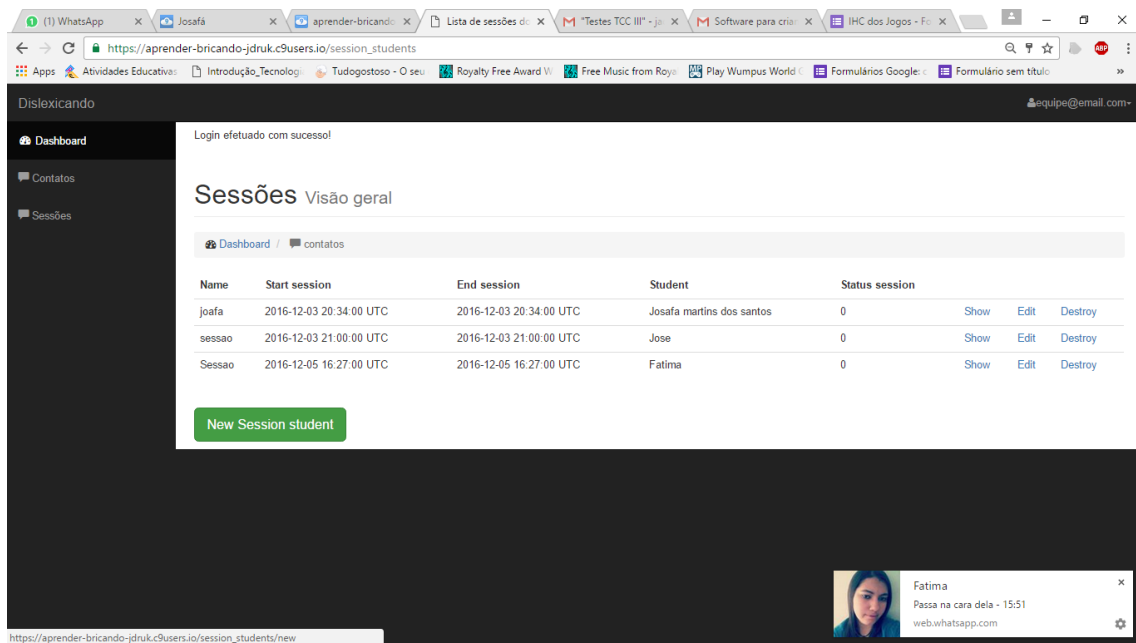 (1) WhatsApp Josafá aprender-bricando Lista de sessões do "Testes TCC III" - ja Software para criar IHC dos Jogos - Fo
https://aprender-bricando-jdruk.c9users.io/session_students ABP
Apps Atividades Educativas Introdução_Tecnologi Tudogostoso - O seu Royalty Free Award W Free Music from Roya Play Wumpus World Formulários Google: Formulário sem título »
Dislexicando equipe@email.com
Dashboard
Contatos
Sessões
Login efetuado com sucesso!
Sessões Visão geral
Dashboard / contatos
Name Start session End session Student Status session
joafa 2016-12-03 20:34:00 UTC 2016-12-03 20:34:00 UTC Josafa martins dos santos 0 Show Edit Destroy
sessao 2016-12-03 21:00:00 UTC 2016-12-03 21:00:00 UTC Jose 0 Show Edit Destroy
Sessao 2016-12-05 16:27:00 UTC 2016-12-05 16:27:00 UTC Fatima 0 Show Edit Destroy
New Session student
Fatima
Passa na cara dela - 15:51
web.whatsapp.com
https://aprender-bricando-jdruk.c9users.io/session_students/new